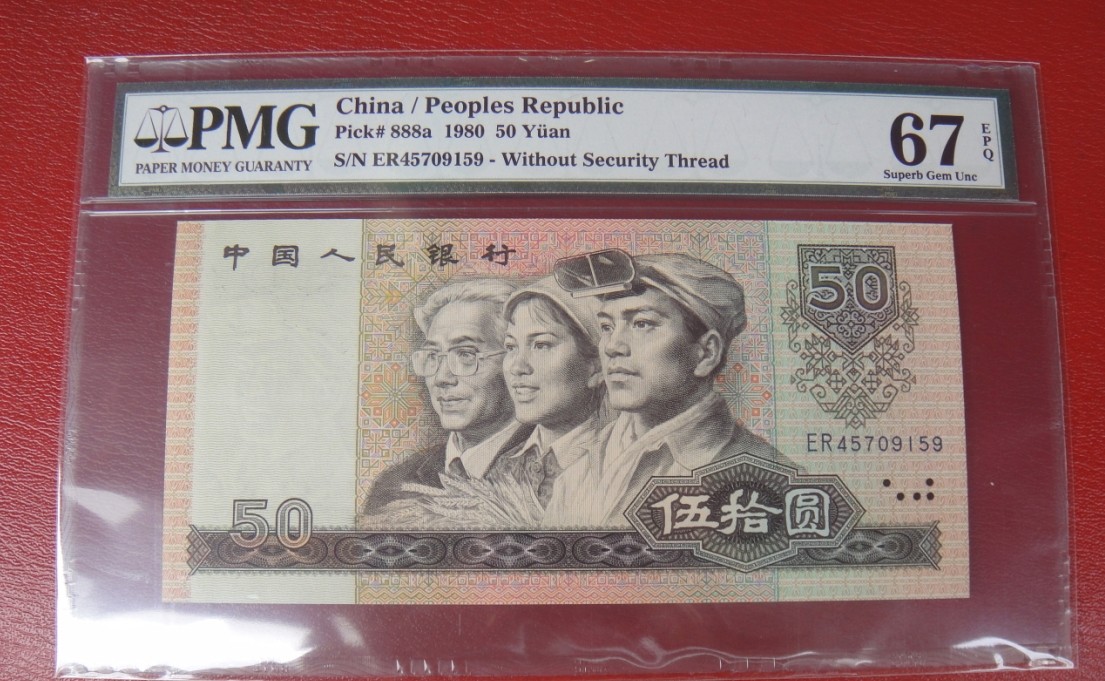 PMG
PAPER MONEY GUARANTY
China / Peoples Republic
Pick# 888a 1980 50 Yüan
S/N ER45709159 - Without Security Thread
67
EPQ
Superb Gem Unc
中国人民银行
50
ER45709159
50
伍拾圆